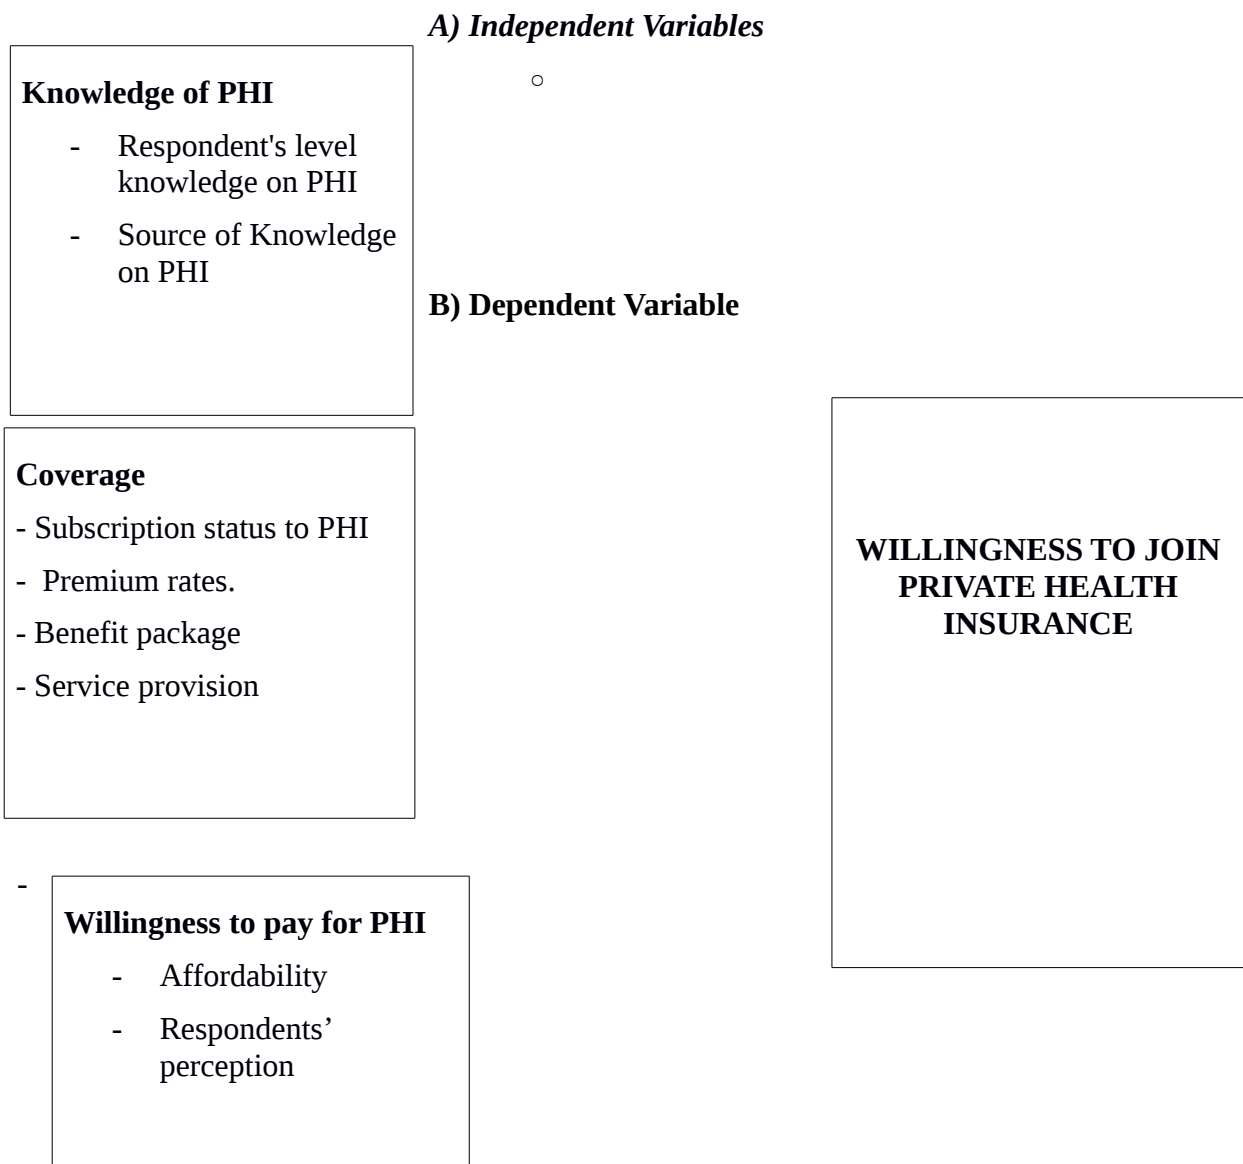 A) Independent Variables
○
Knowledge of PHI
- Respondent's level
knowledge on PHI
- Source of Knowledge
on PHI
B) Dependent Variable
Coverage
- Subscription status to PHI
- Premium rates.
- Benefit package
- Service provision
WILLINGNESS TO JOIN
PRIVATE HEALTH
INSURANCE
-
Willingness to pay for PHI
- Affordability
- Respondents’
perception